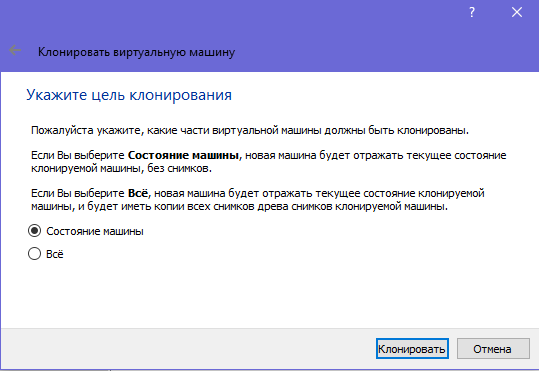 ?
Клонировать виртуальную машину
Укажите цель клонирования
Пожалуйста укажите, какие части виртуальной машины должны быть клонированы.
Если Вы выберите Состояние машины, новая машина будет отражать текущее состояние
клонируемой машины, без снимков.
Если Вы выберите Всё, новая машина будет отражать текущее состояние клонируемой
машины, и будет иметь копии всех снимков древа снимков клонируемой машины.
Состояние машины
Всё
Клонировать
Отмена